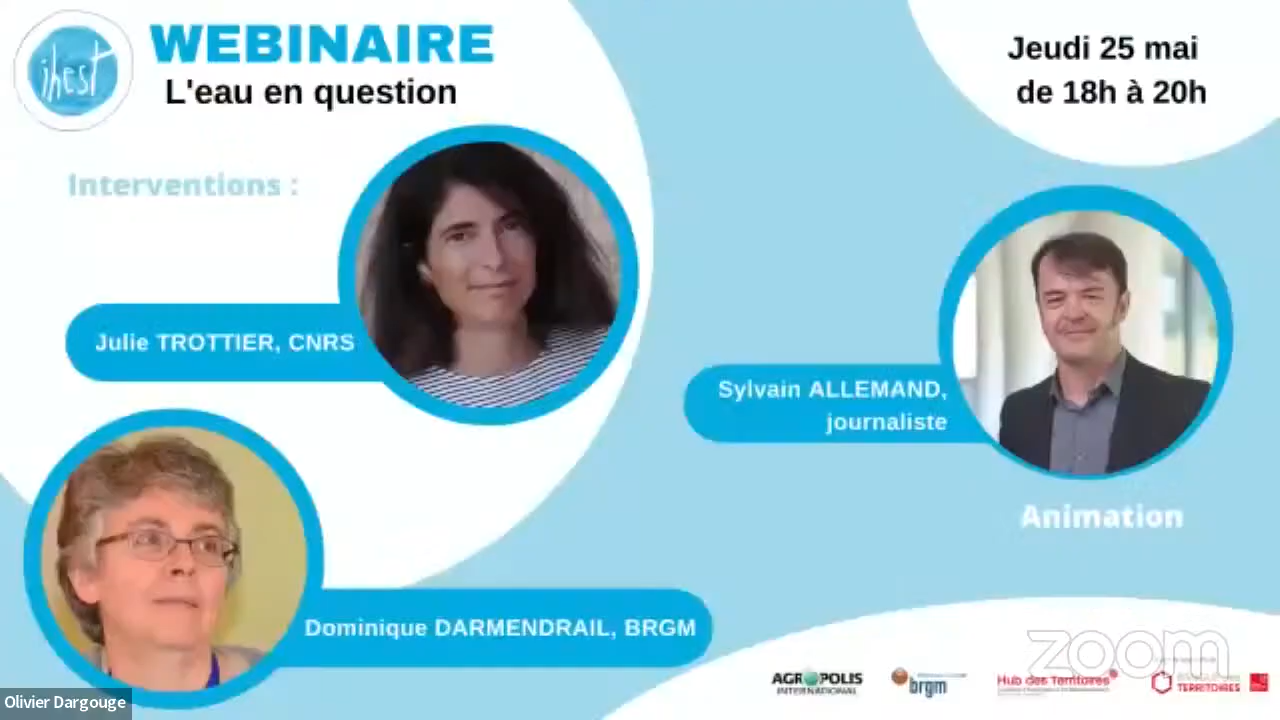 ihest
WEBINAIRE
L'eau en question
Jeudi 25 mai
de 18h à 20h
Interventions :
Julie TROTTIER, CNRS
Sylvain ALLEMAND,
journaliste
Animation
Dominique DARMENDRAIL, BRGM
zoom
AGROPOLIS
INTERNATIONAL
brgm
Hub des Territoires
TERRITOIRES
Olivier Dargouge